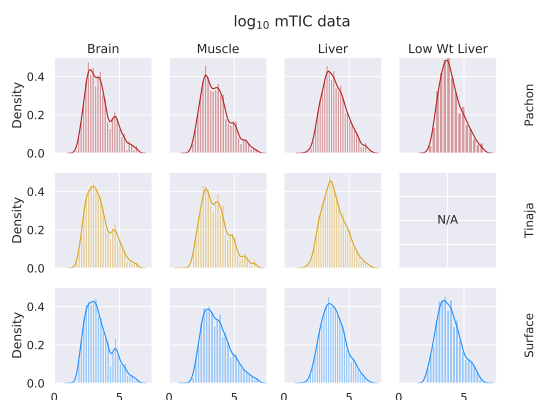 log₁₀ mTIC data
Brain Muscle Liver Low Wt Liver
Density 0.4 0.2 0.0 Pachon
Density 0.4 0.2 0.0 N/A Tinaja
Density 0.4 0.2 0.0 Surface
0 5 0 5 0 5 0 5